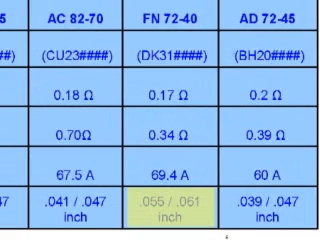 5 AC 82-70 FN 72-40 AD 72-45
##) (CU23####) (DK31####) (BH20####)
0.18 Ω 0.17 Ω 0.2 Ω
0.70Ω 0.34 Ω 0.39 Ω
67.5 A 69.4 A 60 A
47 .041 / .047 .055 / .061 .039 / .047
inch inch inch